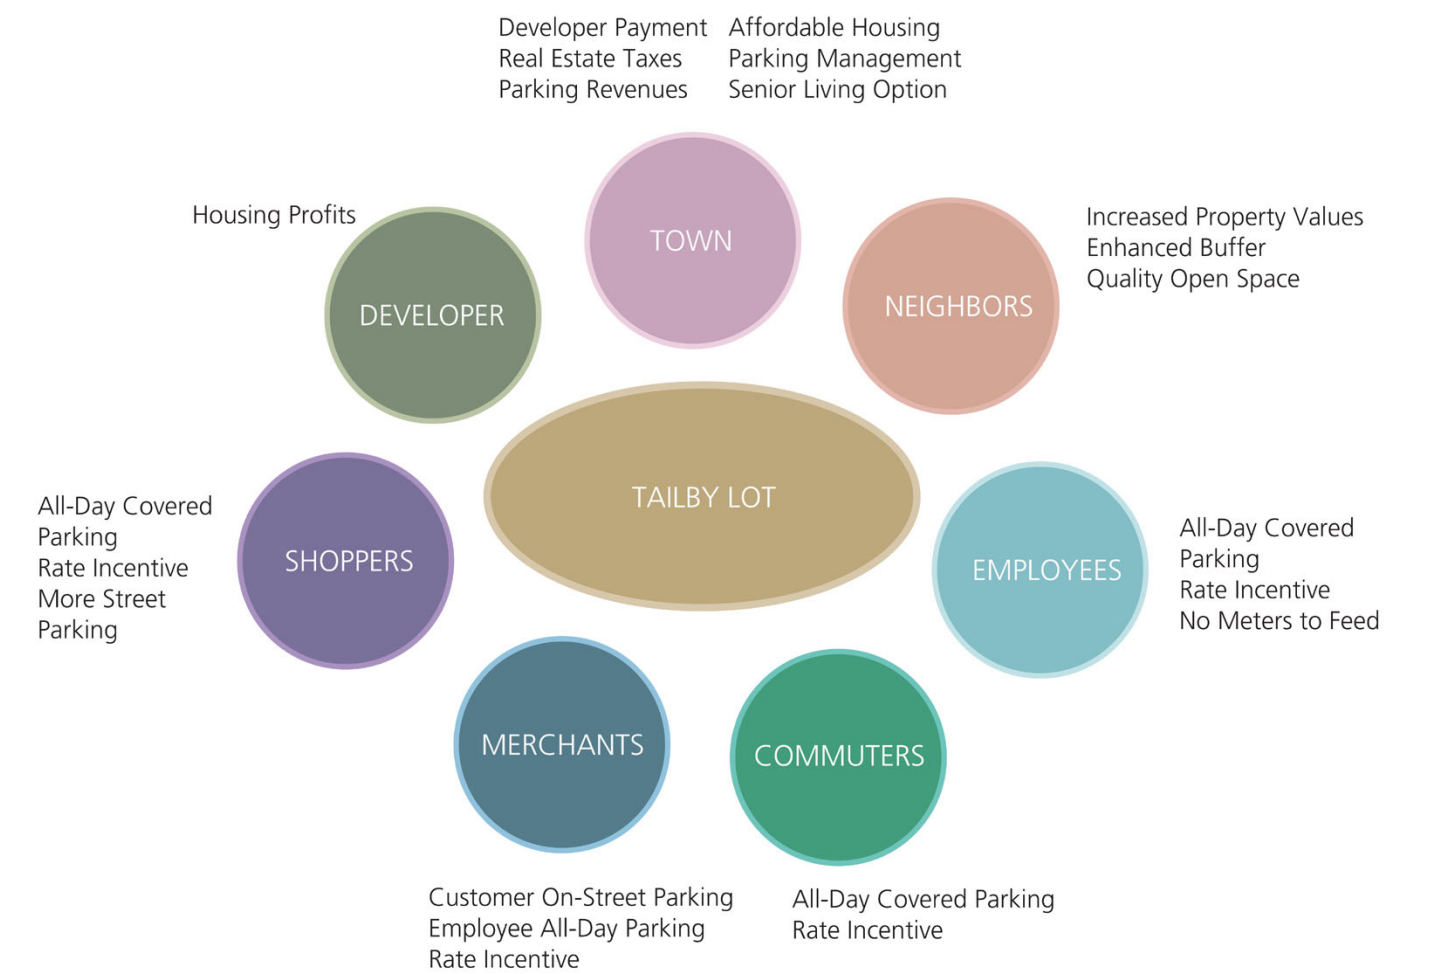 Developer Payment
Real Estate Taxes
Parking Revenues
Affordable Housing
Parking Management
Senior Living Option
TOWN
Housing Profits
DEVELOPER
NEIGHBORS
Increased Property Values
Enhanced Buffer
Quality Open Space
TAILBY LOT
All-Day Covered
Parking
Rate Incentive
More Street
Parking
SHOPPERS
EMPLOYEES
All-Day Covered
Parking
Rate Incentive
No Meters to Feed
MERCHANTS
COMMUTERS
Customer On-Street Parking
Employee All-Day Parking
Rate Incentive
All-Day Covered Parking
Rate Incentive